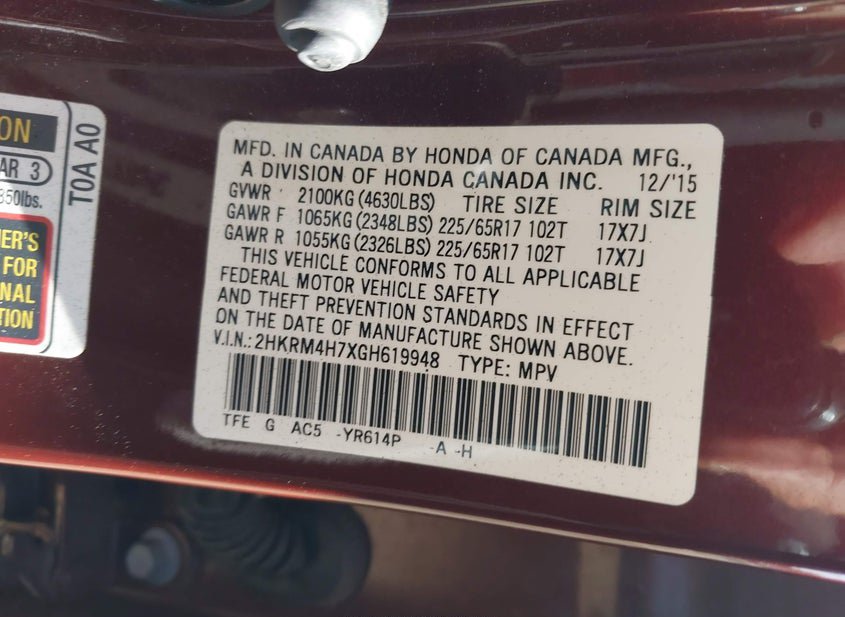 ON
AR 3
850lbs.
ER'S
FOR
NAL
TION
TOA A0
MFD. IN CANADA BY HONDA OF CANADA MFG.,
A DIVISION OF HONDA CANADA INC. 12/'15
GVWR 2100KG (4630LBS) TIRE SIZE RIM SIZE
GAWR F 1065KG (2348LBS) 225/65R17 102T 17X7J
GAWR R 1055KG (2326LBS) 225/65R17 102T 17X7J
THIS VEHICLE CONFORMS TO ALL APPLICABLE
FEDERAL MOTOR VEHICLE SAFETY
AND THEFT PREVENTION STANDARDS IN EFFECT
ON THE DATE OF MANUFACTURE SHOWN ABOVE.
V.I.N.: 2HKRM4H7XGH619948 TYPE: MPV
TFE G AC5 -YR614P -A -H